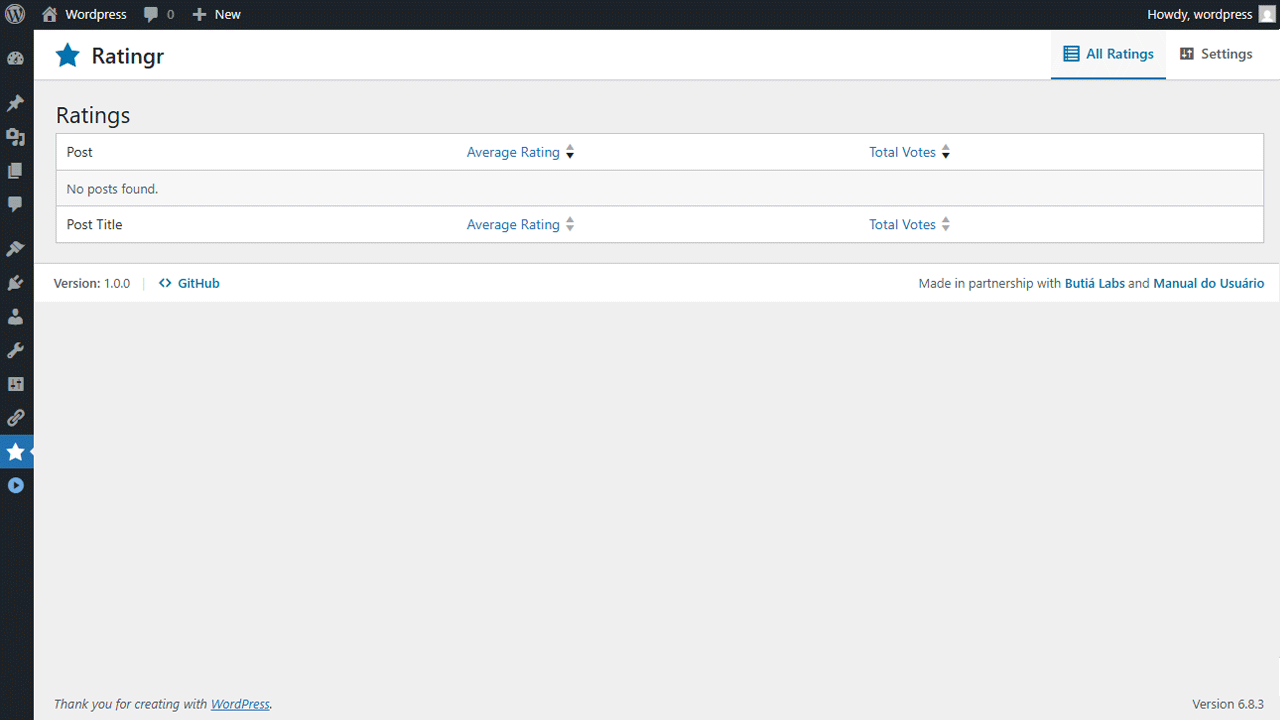 Wordpress 0 New Howdy, wordpress
Ratingr All Ratings Settings
Ratings
Post Average Rating Total Votes
No posts found.
Post Title Average Rating Total Votes
Version: 1.0.0 | GitHub Made in partnership with Butiá Labs and Manual do Usuário
Thank you for creating with WordPress. Version 6.8.3